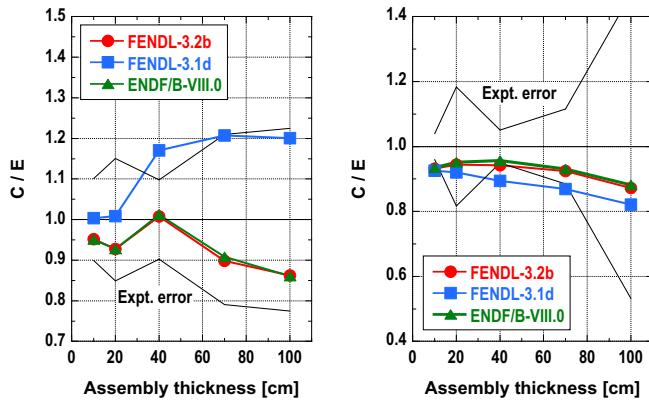 1.5
1.4
1.3
1.2
1.1
1.0
0.9
0.8
0.7
C / E
FENDL-3.2b
FENDL-3.1d
ENDF/B-VIII.0
Expt. error
0 20 40 60 80 100
Assembly thickness [cm]
1.4
1.2
1.0
0.8
0.6
0.4
C / E
Expt. error
FENDL-3.2b
FENDL-3.1d
ENDF/B-VIII.0
0 20 40 60 80 100
Assembly thickness [cm]